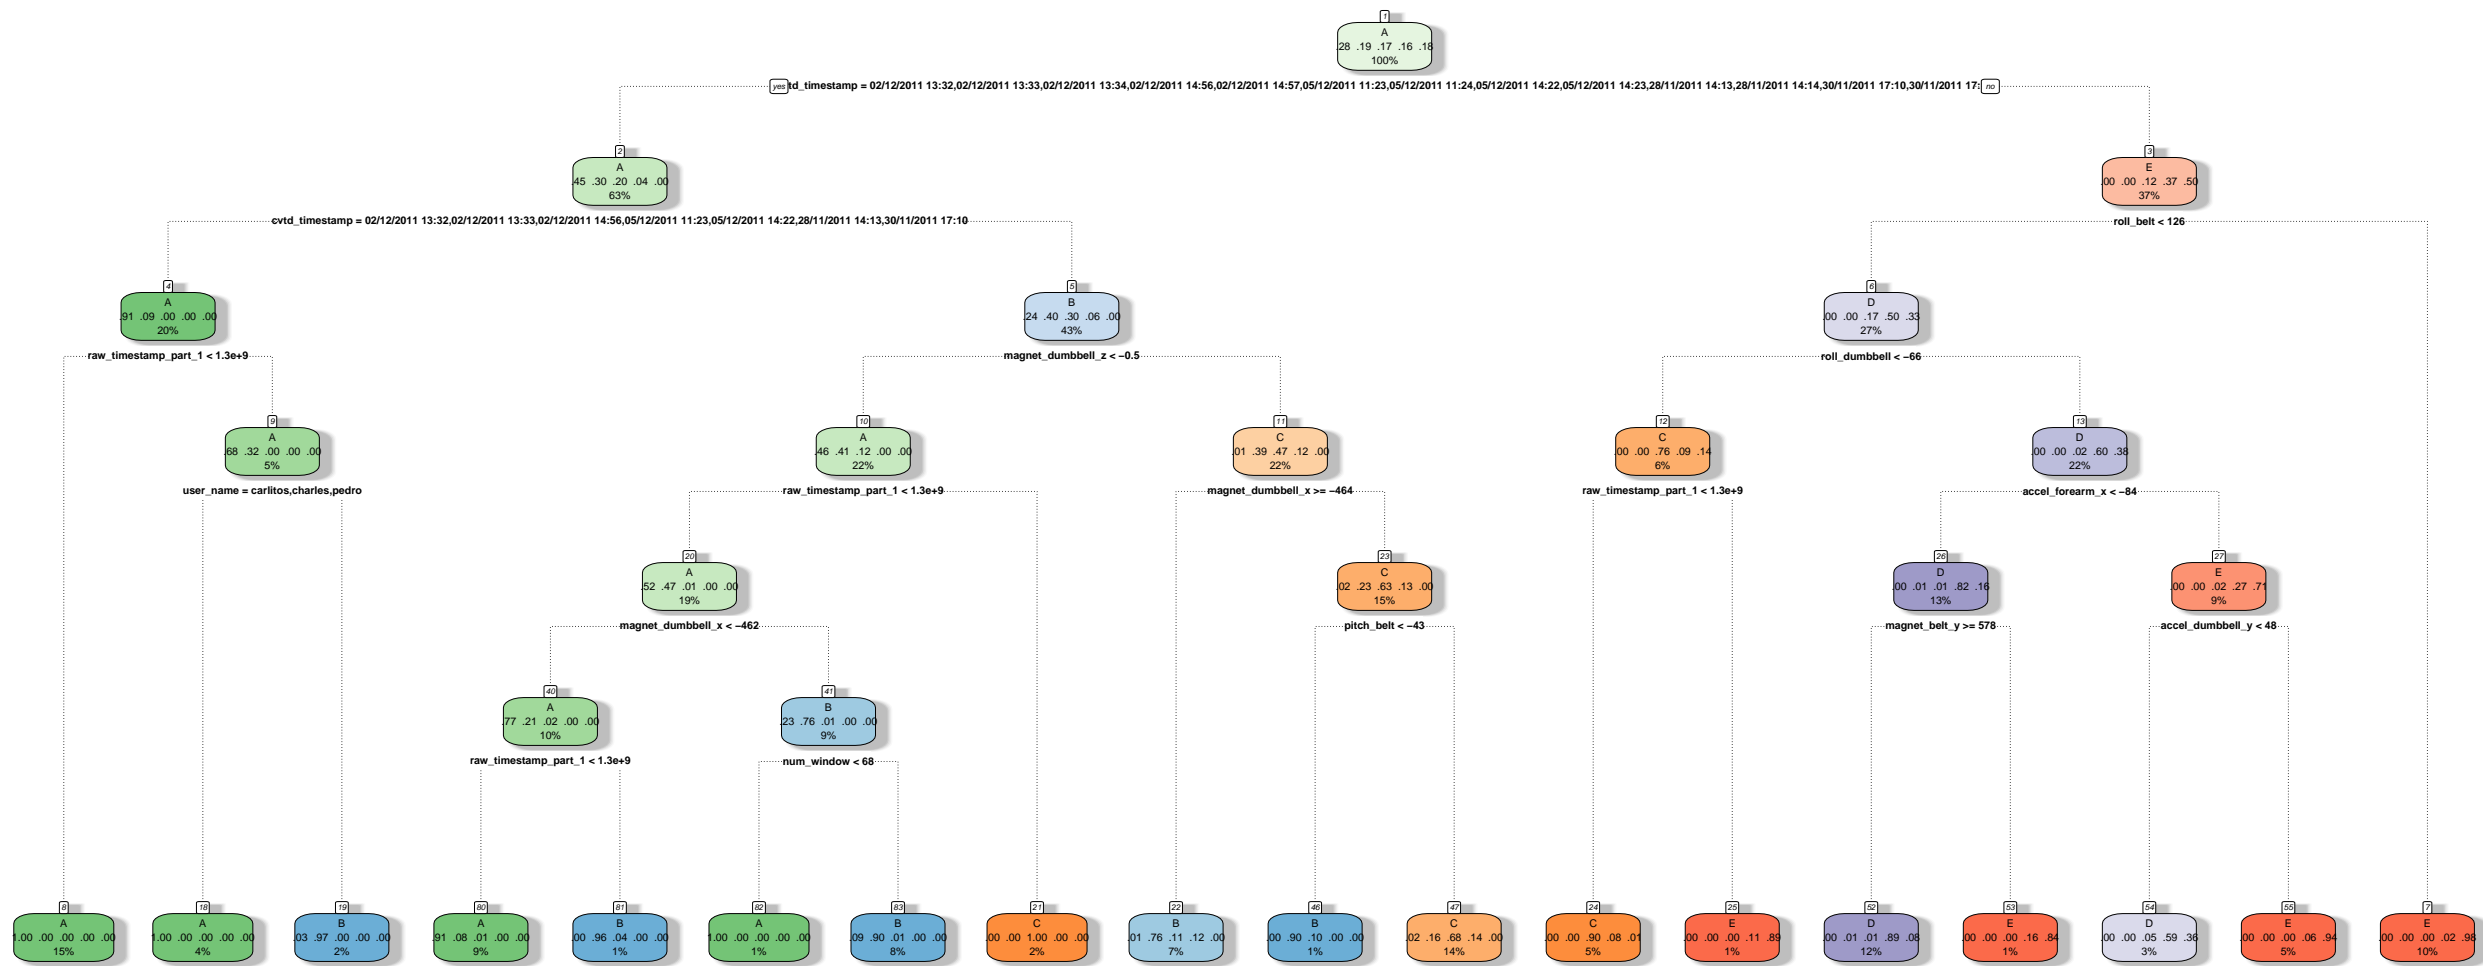 1
A
.28 .19 .17 .16 .18
100%
yes td_timestamp = 02/12/2011 13:32,02/12/2011 13:33,02/12/2011 13:34,02/12/2011 14:56,02/12/2011 14:57,05/12/2011 11:23,05/12/2011 11:24,05/12/2011 14:22,05/12/2011 14:23,28/11/2011 14:13,28/11/2011 14:14,30/11/2011 17:10,30/11/2011 17: no
2
A
.45 .30 .20 .04 .00
63%
3
E
.00 .00 .12 .37 .50
37%
cvtd_timestamp = 02/12/2011 13:32,02/12/2011 13:33,02/12/2011 14:56,05/12/2011 11:23,05/12/2011 14:22,28/11/2011 14:13,30/11/2011 17:10
roll_belt < 126
4
A
.91 .09 .00 .00 .00
20%
5
B
.24 .40 .30 .06 .00
43%
6
D
.00 .00 .17 .50 .33
27%
raw_timestamp_part_1 < 1.3e+9
magnet_dumbbell_z < −0.5
roll_dumbbell < −66
9
A
.68 .32 .00 .00 .00
5%
10
A
.46 .41 .12 .00 .00
22%
11
C
.01 .39 .47 .12 .00
22%
12
C
.00 .00 .76 .09 .14
6%
13
D
.00 .00 .02 .60 .38
22%
user_name = carlitos,charles,pedro
raw_timestamp_part_1 < 1.3e+9
magnet_dumbbell_x >= −464
raw_timestamp_part_1 < 1.3e+9
accel_forearm_x < −84
20
A
.52 .47 .01 .00 .00
19%
23
C
.02 .23 .63 .13 .00
15%
26
D
.00 .01 .01 .82 .16
13%
27
E
.00 .00 .02 .27 .71
9%
magnet_dumbbell_x < −462
pitch_belt < −43
magnet_belt_y >= 578
accel_dumbbell_y < 48
40
A
.77 .21 .02 .00 .00
10%
41
B
.23 .76 .01 .00 .00
9%
raw_timestamp_part_1 < 1.3e+9
num_window < 68
8
A
1.00 .00 .00 .00 .00
15%
18
A
1.00 .00 .00 .00 .00
4%
19
B
.03 .97 .00 .00 .00
2%
80
A
.91 .08 .01 .00 .00
9%
81
B
.00 .96 .04 .00 .00
1%
82
A
1.00 .00 .00 .00 .00
1%
83
B
.09 .90 .01 .00 .00
8%
21
C
.00 .00 1.00 .00 .00
2%
22
B
.01 .76 .11 .12 .00
7%
46
B
.00 .90 .10 .00 .00
1%
47
C
.02 .16 .68 .14 .00
14%
24
C
.00 .00 .90 .08 .01
5%
25
E
.00 .00 .00 .11 .89
1%
52
D
.00 .01 .01 .89 .08
12%
53
E
.00 .00 .00 .16 .84
1%
54
D
.00 .00 .05 .59 .36
3%
55
E
.00 .00 .00 .06 .94
5%
7
E
.00 .00 .00 .02 .98
10%